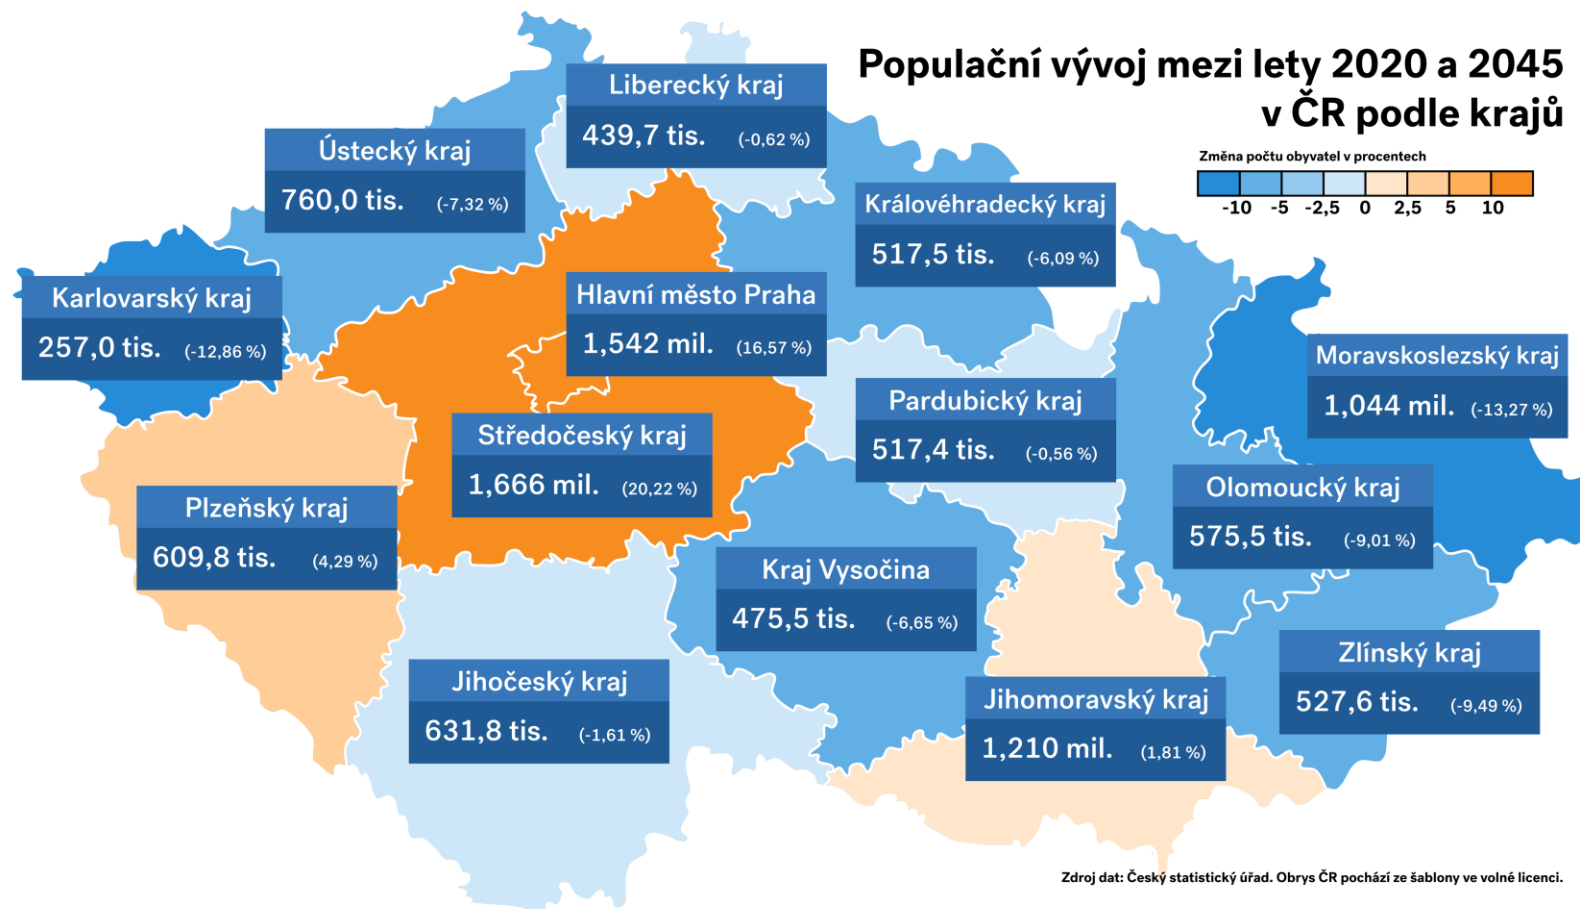 Populační vývoj mezi lety 2020 a 2045
v ČR podle krajů
Změna počtu obyvatel v procentech
-10 -5 -2,5 0 2,5 5 10
Liberecký kraj
439,7 tis. (-0,62 %)
Ústecký kraj
760,0 tis. (-7,32 %)
Královéhradecký kraj
517,5 tis. (-6,09 %)
Karlovarský kraj
257,0 tis. (-12,86 %)
Hlavní město Praha
1,542 mil. (16,57 %)
Moravskoslezský kraj
1,044 mil. (-13,27 %)
Pardubický kraj
517,4 tis. (-0,56 %)
Středočeský kraj
1,666 mil. (20,22 %)
Olomoucký kraj
575,5 tis. (-9,01 %)
Plzeňský kraj
609,8 tis. (4,29 %)
Kraj Vysočina
475,5 tis. (-6,65 %)
Zlínský kraj
527,6 tis. (-9,49 %)
Jihočeský kraj
631,8 tis. (-1,61 %)
Jihomoravský kraj
1,210 mil. (1,81 %)
Zdroj dat: Český statistický úřad. Obrys ČR pochází ze šablony ve volné licenci.